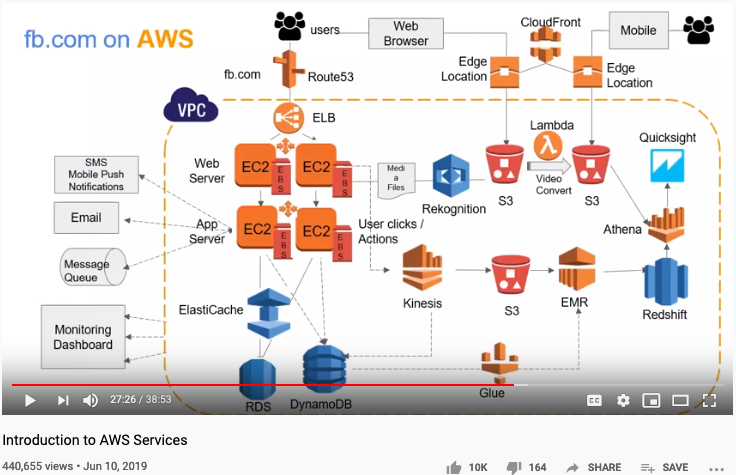 fb.com on AWS
users
Web
Browser
CloudFront
Mobile
fb.com
Route53
Edge
Location
Edge
Location
VPC
ELB
Lambda
Quicksight
Web
Server
EC2
EBS
EC2
EBS
Medi
a
Files
Rekognition
S3
Video
Convert
S3
SMS
Mobile Push
Notifications
Email
App
Server
EC2
EBS
EC2
EBS
User clicks /
Actions
Athena
Message
Queue
Kinesis
S3
EMR
Redshift
ElastiCache
Monitoring
Dashboard
RDS
DynamoDB
Glue
27:26 / 38:53
CC
Introduction to AWS Services
440,655 views • Jun 10, 2019
10K
164
SHARE
SAVE